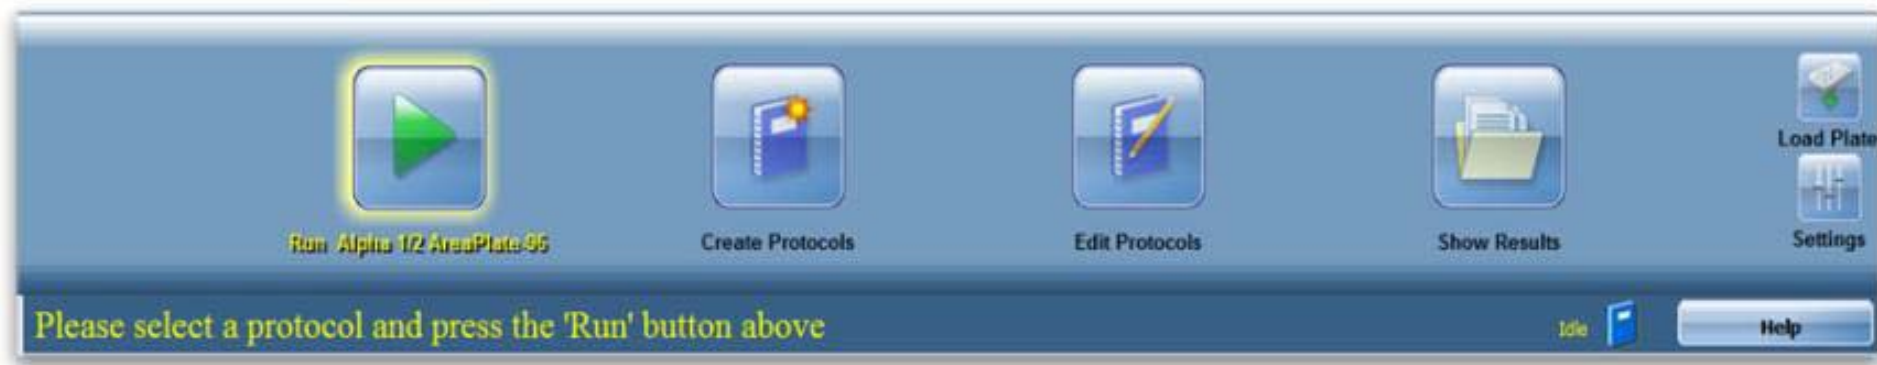 Run Alpha 1/2 AreaPlate-96
Create Protocols
Edit Protocols
Show Results
Load Plate
Settings
Please select a protocol and press the 'Run' button above
Idle
Help